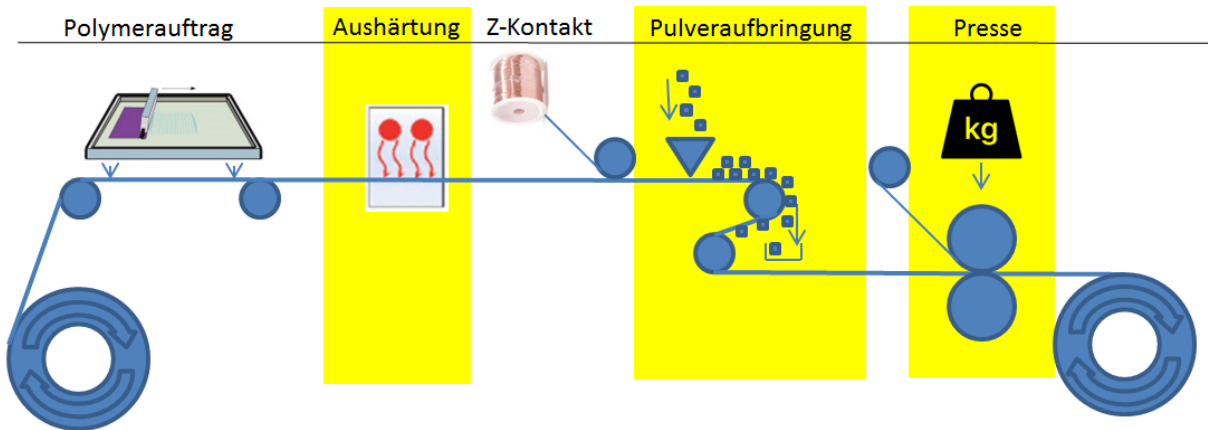 Polymerauftrag
Aushärtung
Z-Kontakt
Pulveraufbringung
Presse
kg